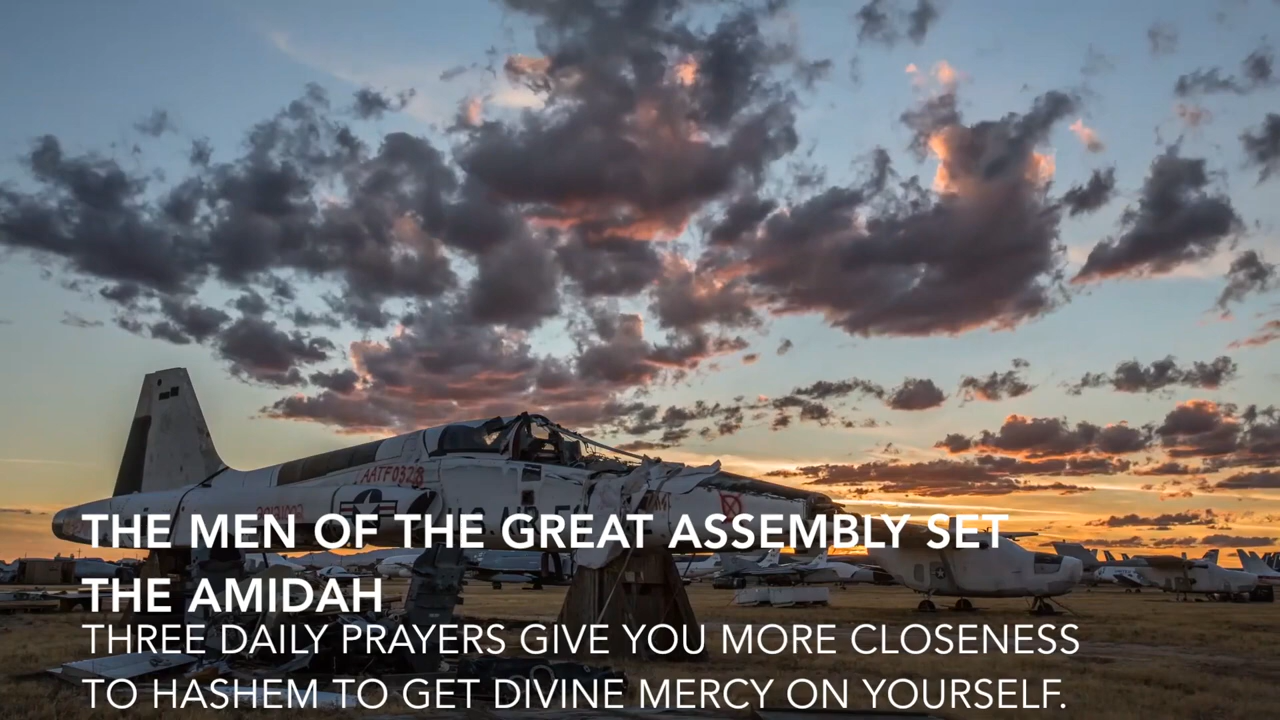 AATF0328
THE MEN OF THE GREAT ASSEMBLY SET
THE AMIDAH
THREE DAILY PRAYERS GIVE YOU MORE CLOSENESS
TO HASHEM TO GET DIVINE MERCY ON YOURSELF.